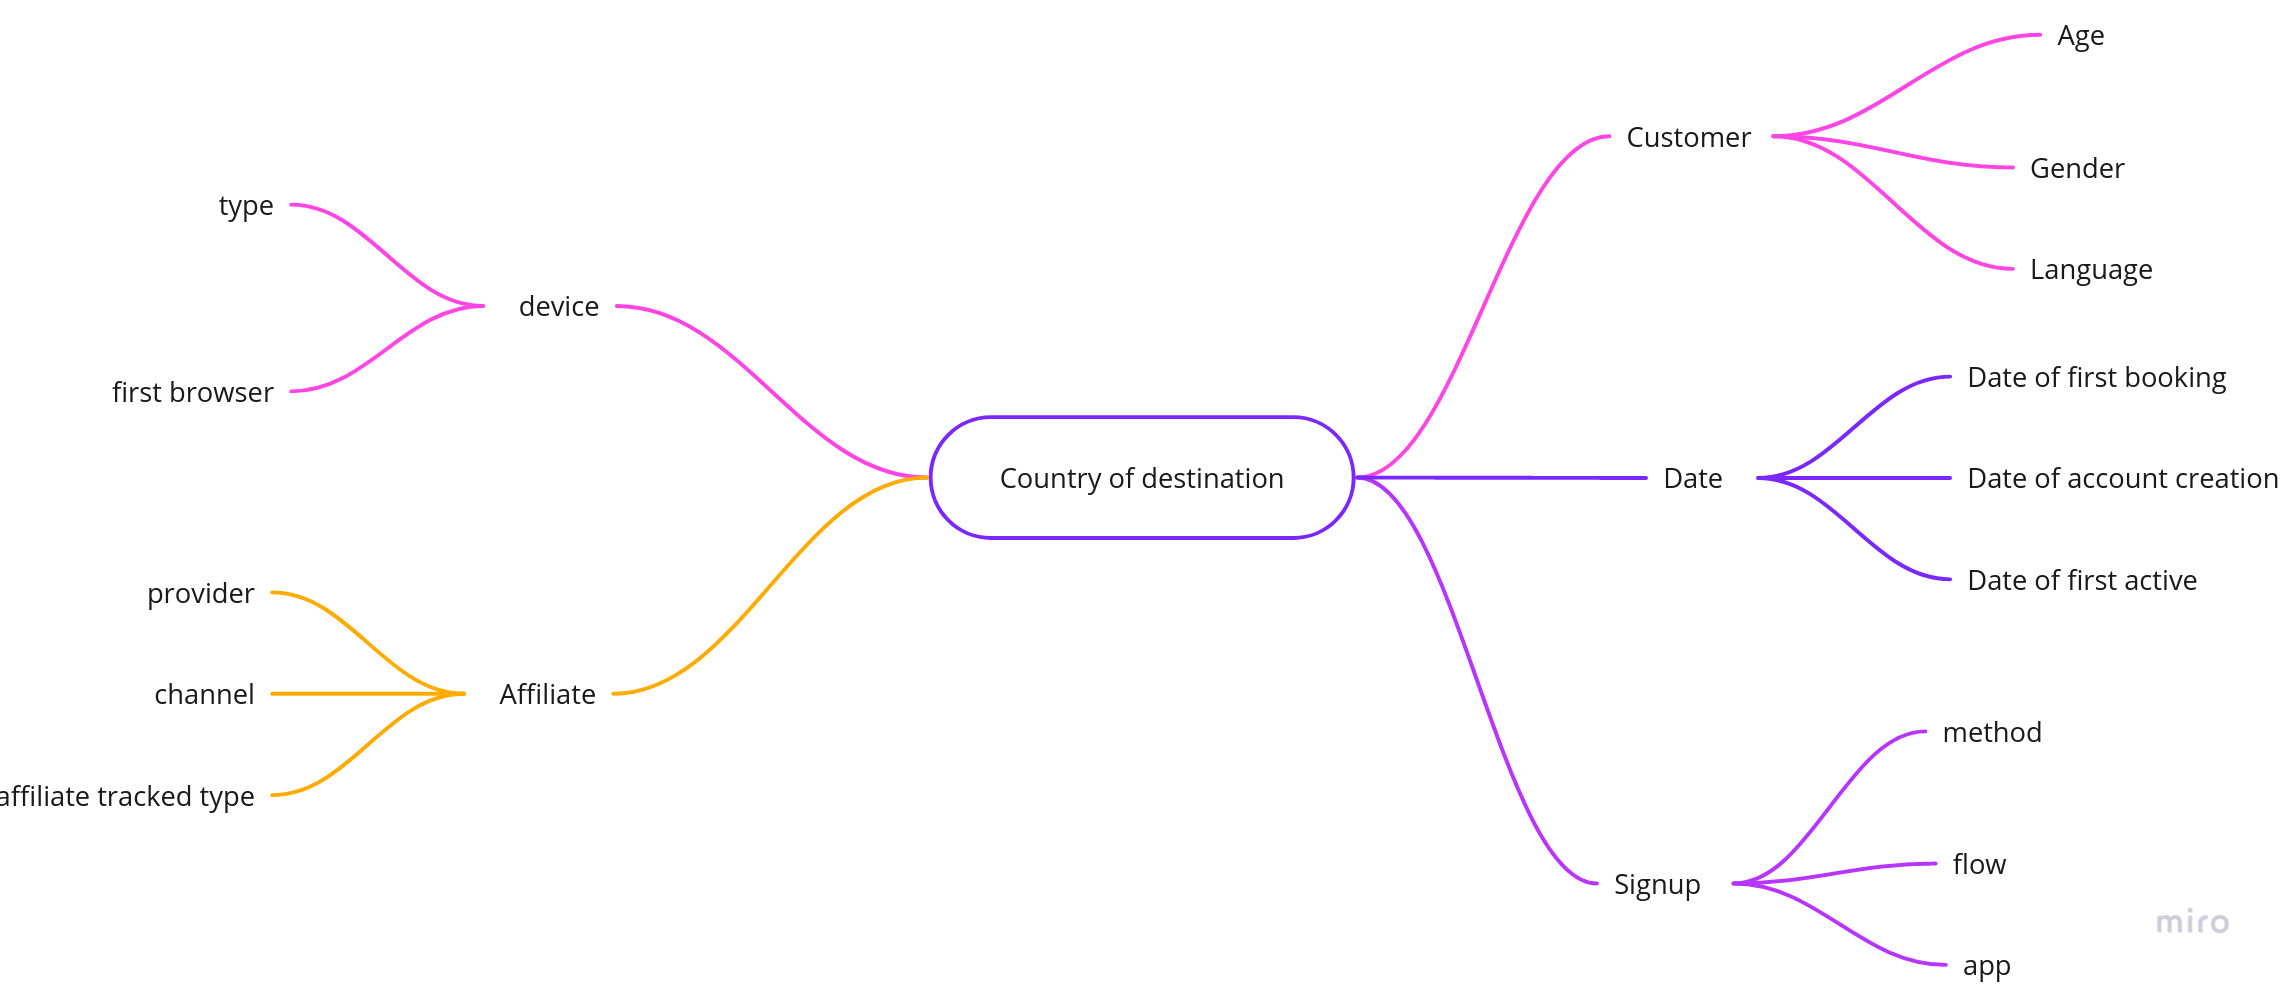 Age
Customer
Gender
type
Language
device
Date of first booking
first browser
Country of destination
Date
Date of account creation
Date of first active
provider
channel
Affiliate
method
affiliate tracked type
flow
Signup
app
miro